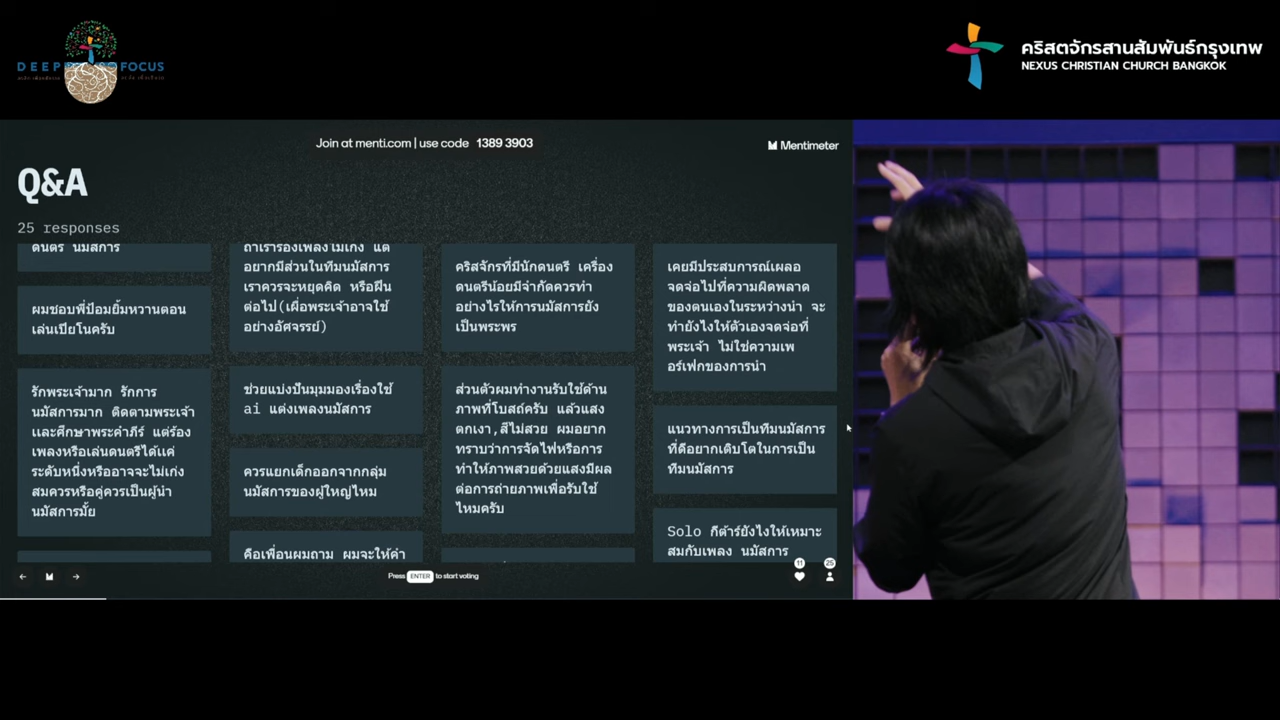 DEEP FOCUS
คริสตจักรสานสัมพันธ์กรุงเทพ
NEXUS CHRISTIAN CHURCH BANGKOK
Join at menti.com | use code 1389 3903
Mentimeter
Q&A
25 responses
ดนตรี นมัสการ
ผมชอบพี่ป้อมยิ้มหวานตอน
เล่นเปียโนครับ
รักพระเจ้ามาก รักการ
นมัสการมาก ติดตามพระเจ้า
และศึกษาพระคำภีร์ แต่ร้อง
เพลงหรือเล่นดนตรีได้แค่
ระดับหนึ่งหรืออาจจะไม่เก่ง
สมควรหรือคู่ควรเป็นผู้นำ
นมัสการมั้ย
ถ้าเราร้องเพลงไม่เก่ง แต่
อยากมีส่วนในทีมนมัสการ
เราควรจะหยุดคิด หรือฝืน
ต่อไป(เผื่อพระเจ้าอาจใช้
อย่างอัศจรรย์)
ช่วยแบ่งปันมุมมองเรื่องใช้
ai แต่งเพลงนมัสการ
ควรแยกเด็กออกจากกลุ่ม
นมัสการของผู้ใหญ่ไหม
คือเพื่อนผมถาม ผมจะให้คำ
คริสจักรที่มีนักดนตรี เครื่อง
ดนตรีน้อยมีจำกัดควรทำ
อย่างไรให้การนมัสการยัง
เป็นพระพร
ส่วนตัวผมทำงานรับใช้ด้าน
ภาพที่โบสถ์ครับ แล้วแสง
ตกเงา,สีไม่สวย ผมอยาก
ทราบว่าการจัดไฟหรือการ
ทำให้ภาพสวยด้วยแสงมีผล
ต่อการถ่ายภาพเพื่อรับใช้
ไหมครับ
เคยมีประสบการณ์เผลอ
จดจ่อไปที่ความผิดพลาด
ของตนเองในระหว่างนำ จะ
ทำยังไงให้ตัวเองจดจ่อที่
พระเจ้า ไม่ใช่ความเพ
อร์เฟกของการนำ
แนวทางการเป็นทีมนมัสการ
ที่ดีอยากเติบโตในการเป็น
ทีมนมัสการ
Solo กีต้าร์ยังไงให้เหมาะ
สมกับเพลง นมัสการ
Press ENTER to start voting
11
25